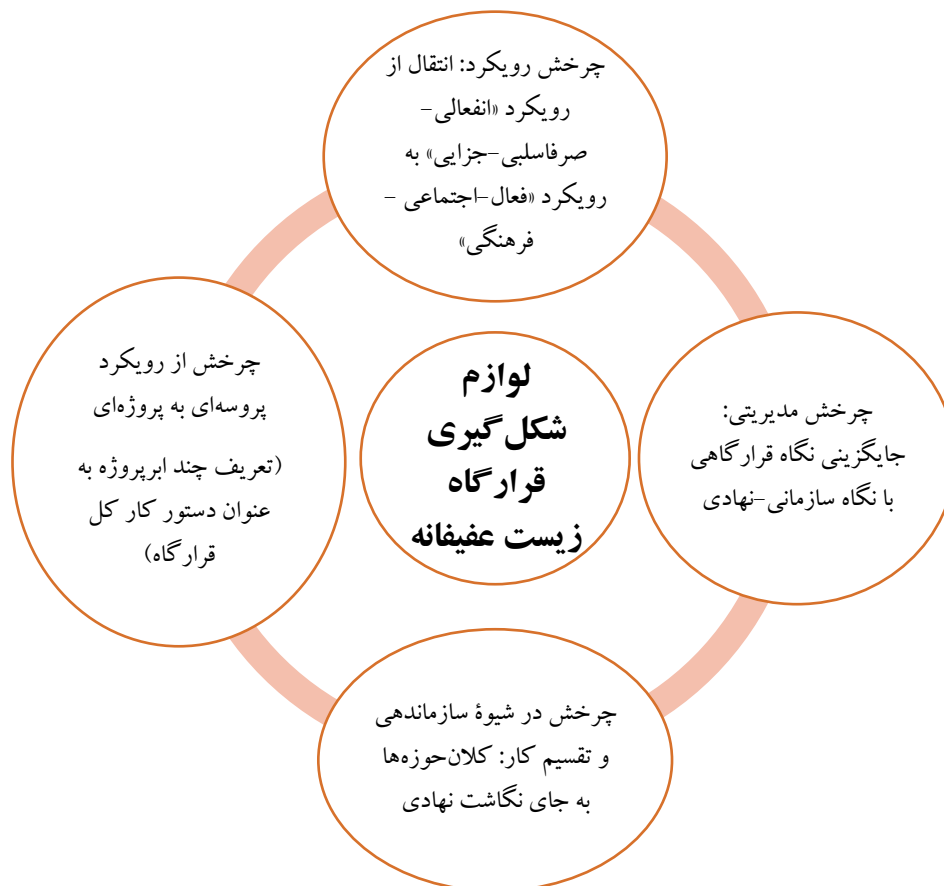 چرخش رویکرد: انتقال از
رویکرد «انفعالی-
صرفاسلبی-جزایی» به
رویکرد «فعال-اجتماعی-
فرهنگی»
چرخش مدیریتی:
جایگزینی نگاه قرارگاهی
با نگاه سازمانی-نهادی
لوازم
شکل‌گیری
قرارگاه
زیست عفیفانه
چرخش از رویکرد
پروسه‌ای به پروژه‌ای
(تعریف چند ابرپروژه به
عنوان دستور کار کل
قرارگاه)
چرخش در شیوهٔ سازماندهی
و تقسیم کار: کلان‌حوزه‌ها
به جای نگاشت نهادی